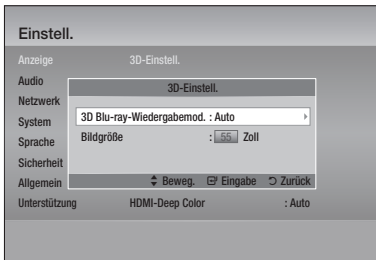 Einstell.
Anzeige 3D-Einstell.
Audio
3D-Einstell.
Netzwerk
System 3D Blu-ray-Wiedergabemod. : Auto
Sprache Bildgröße : 55 Zoll
Sicherheit
Allgemein Beweg. Eingabe Zurück
Unterstützung HDMI-Deep Color : Auto